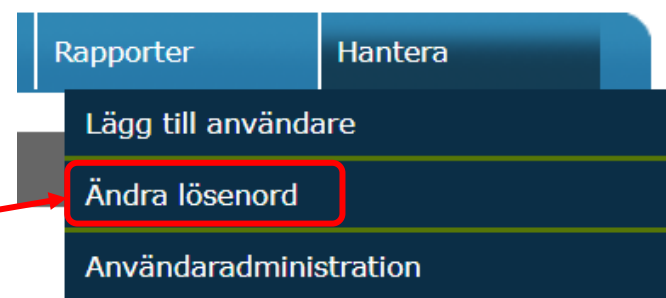 Rapporter Hantera
Lägg till användare
Ändra lösenord
Användaradministration